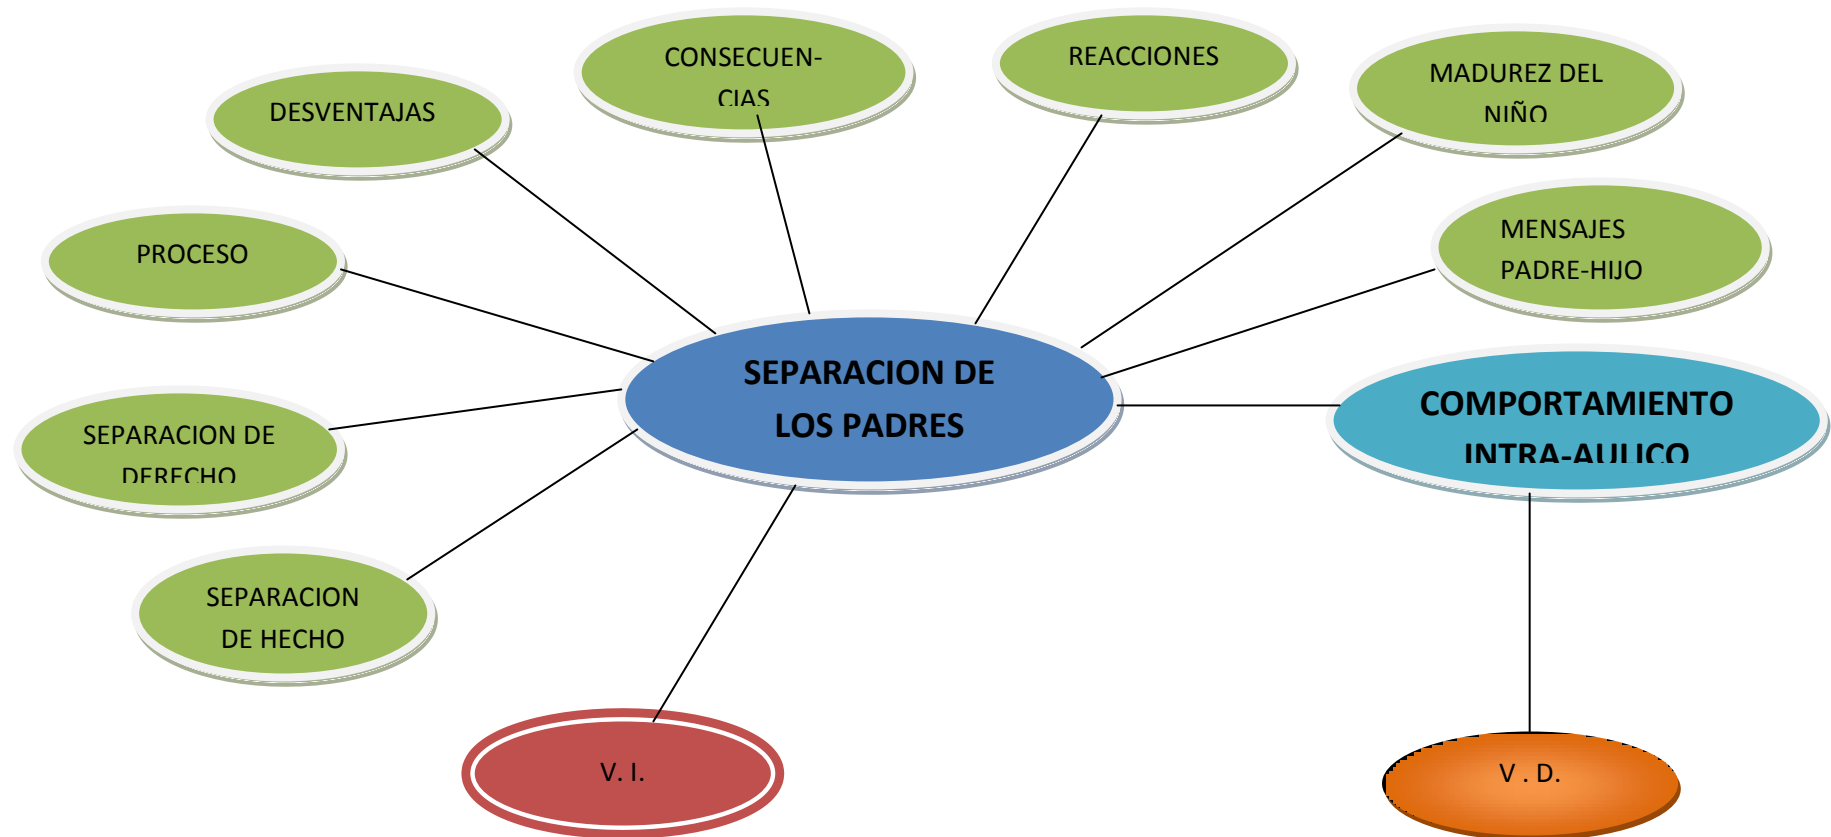 CONSECUEN-
CIAS
REACCIONES
MADUREZ DEL
NIÑO
DESVENTAJAS
MENSAJES
PADRE-HIJO
PROCESO
SEPARACION DE
LOS PADRES
COMPORTAMIENTO
INTRA-AULICO
SEPARACION DE
DERECHO
SEPARACION
DE HECHO
V. I.
V . D.